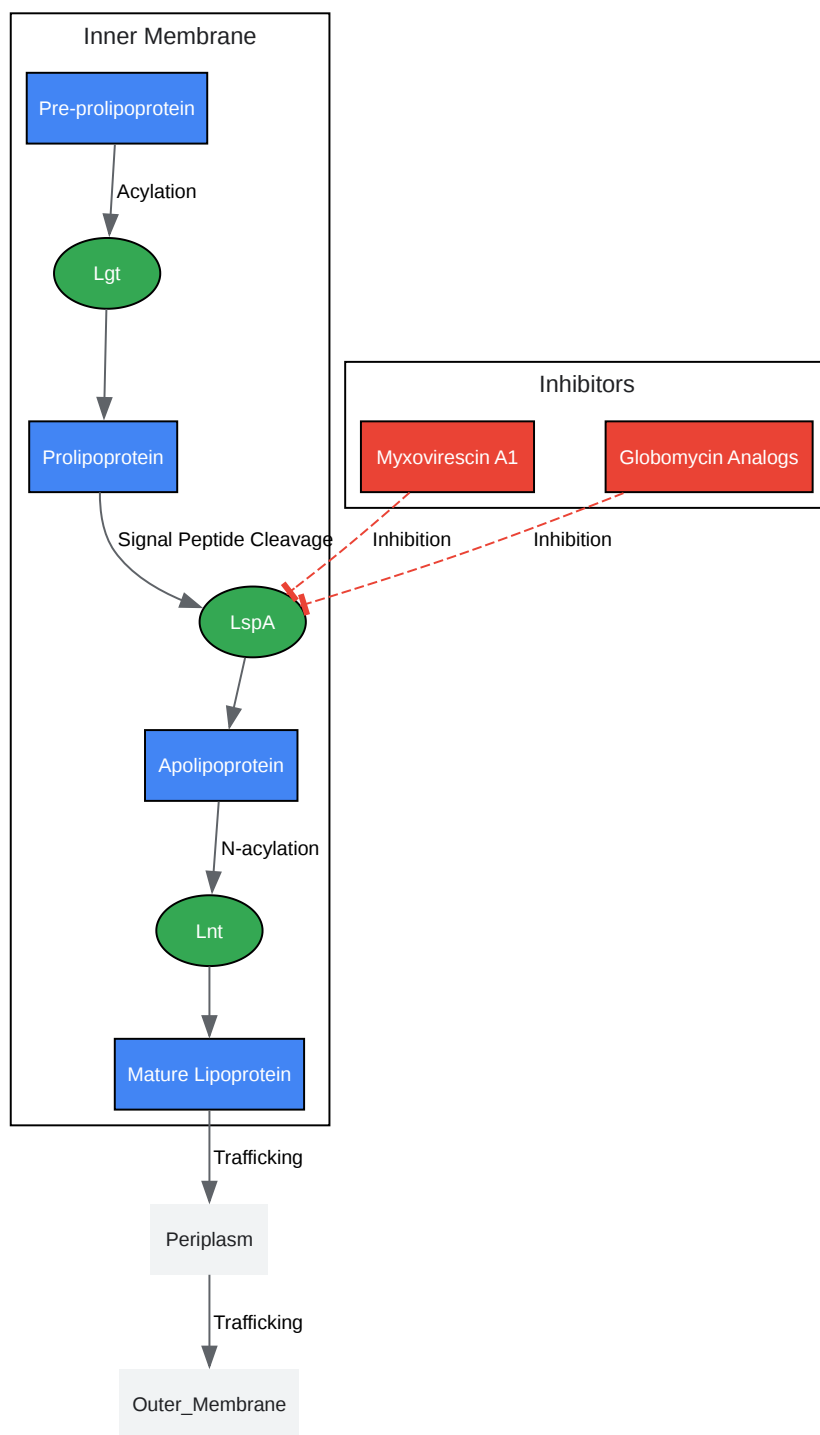 Inner Membrane
Pre-prolipoprotein
Acylation
Lgt
Inhibitors
Prolipoprotein
Myxovirescin A1
Globomycin Analogs
Signal Peptide Cleavage
Inhibition
Inhibition
LspA
Apolipoprotein
N-acylation
Lnt
Mature Lipoprotein
Trafficking
Periplasm
Trafficking
Outer_Membrane